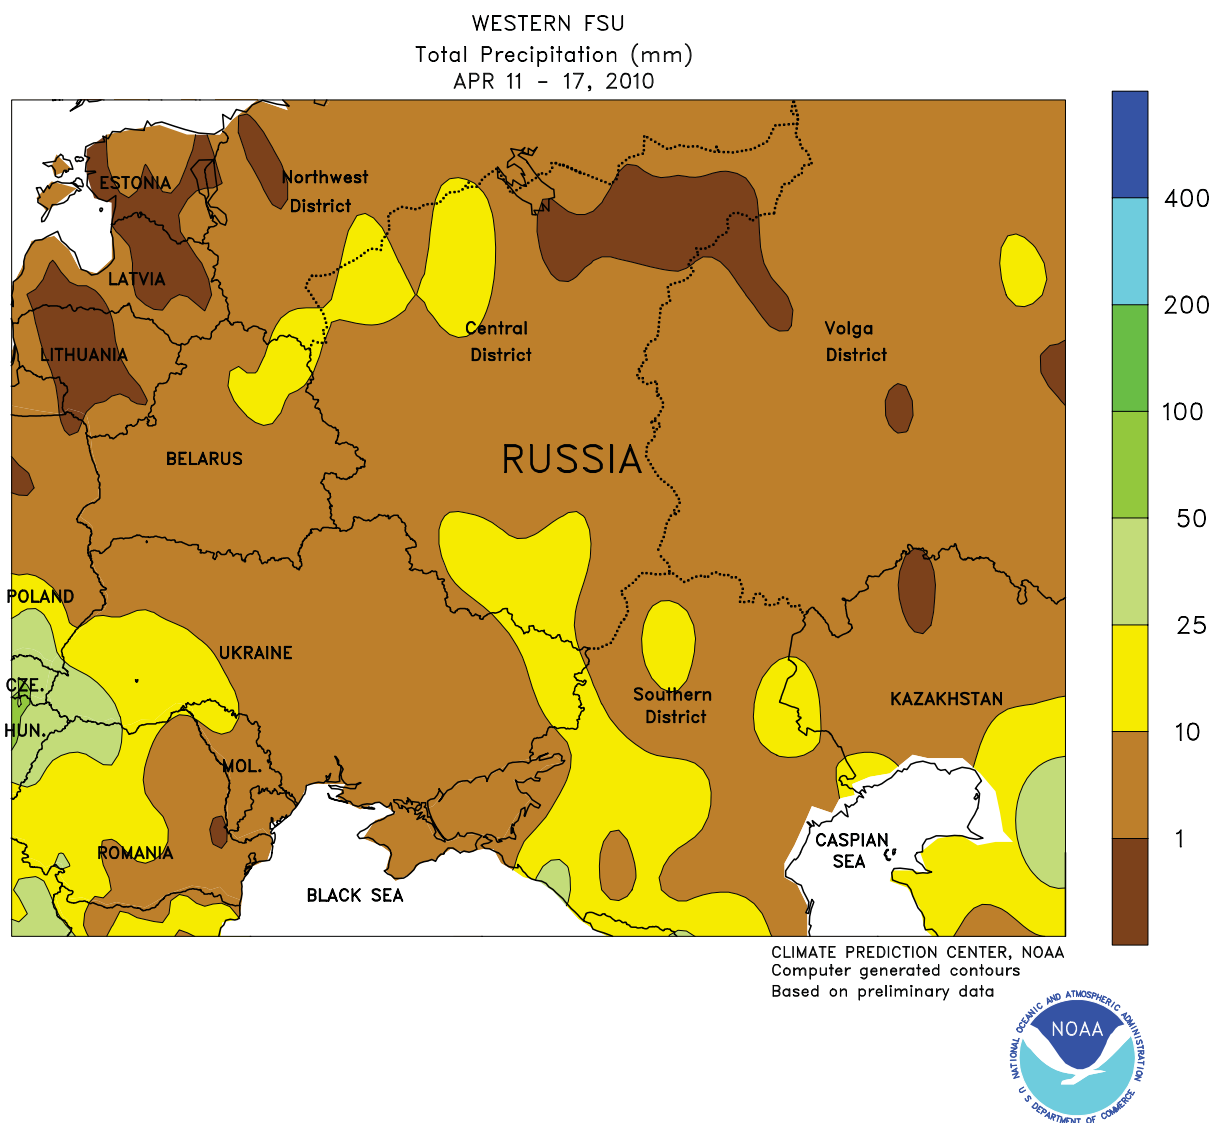 WESTERN FSU
Total Precipitation (mm)
APR 11 - 17, 2010
ESTONIA
Northwest
District
LATVIA
LITHUANIA
Central
District
Volga
District
BELARUS
RUSSIA
POLAND
UKRAINE
CZE.
HUN.
Southern
District
KAZAKHSTAN
MOL.
ROMANIA
CASPIAN
SEA
BLACK SEA
400
200
100
50
25
10
1
CLIMATE PREDICTION CENTER, NOAA
Computer generated contours
Based on preliminary data
NATIONAL OCEANIC AND ATMOSPHERIC ADMINISTRATION
NOAA
U S DEPARTMENT OF COMMERCE